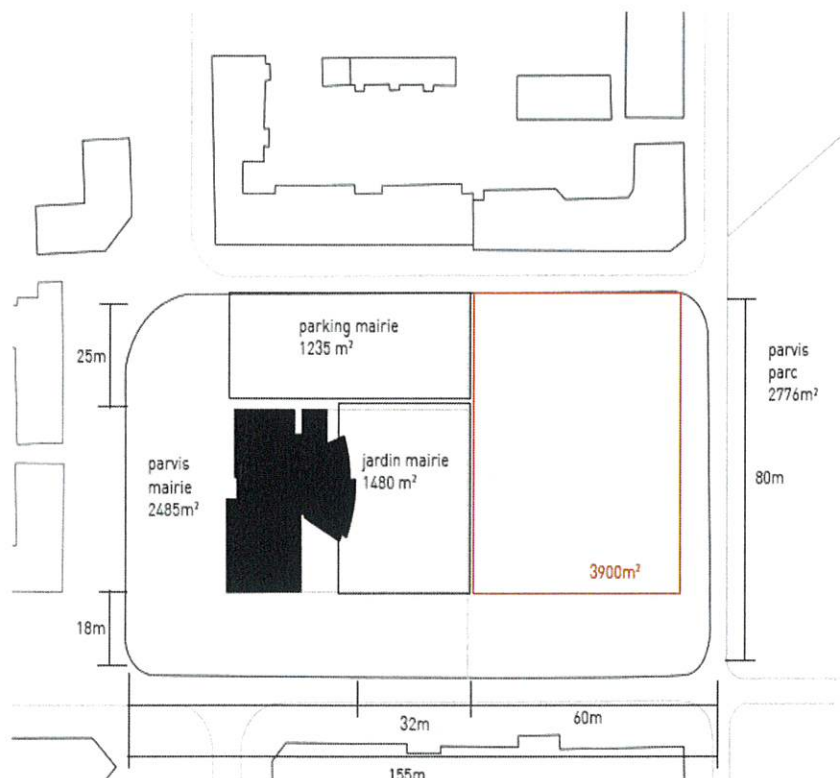 parking mairie
1235 m²
25m
parvis
parc
2776m²
jardin mairie
1480 m²
parvis
mairie
2485m²
80m
3900m²
18m
32m
60m
155m